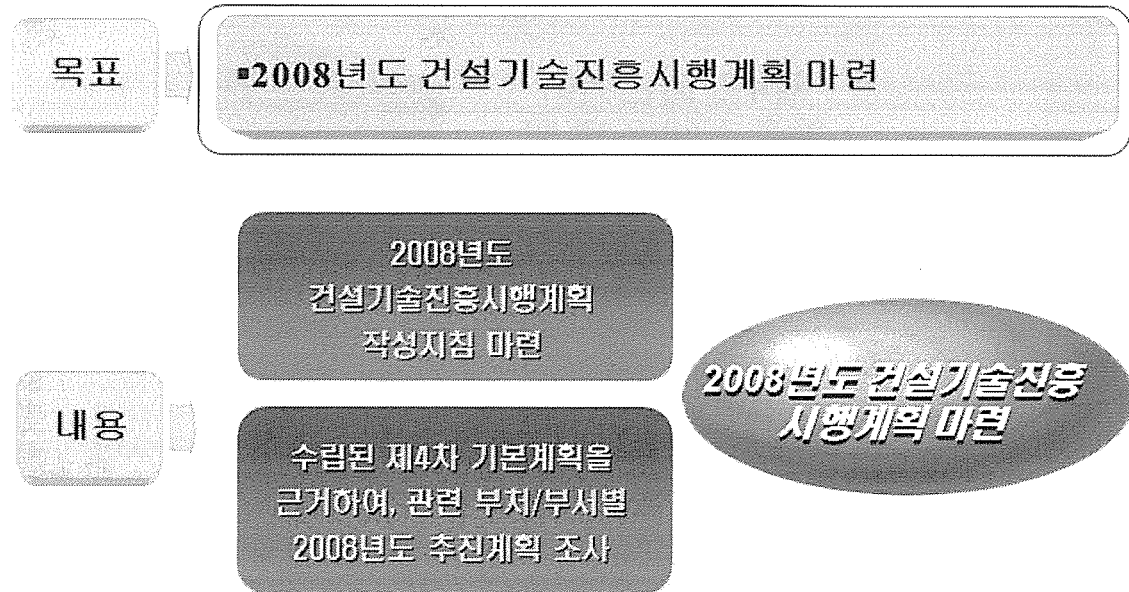 목표
▪2008년도 건설기술진흥시행계획 마련
2008년도
건설기술진흥시행계획
작성지침 마련
내용
수립된 제4차 기본계획을
근거하여, 관련 부처/부서별
2008년도 추진계획 조사
2008년도 건설기술진흥
시행계획 마련